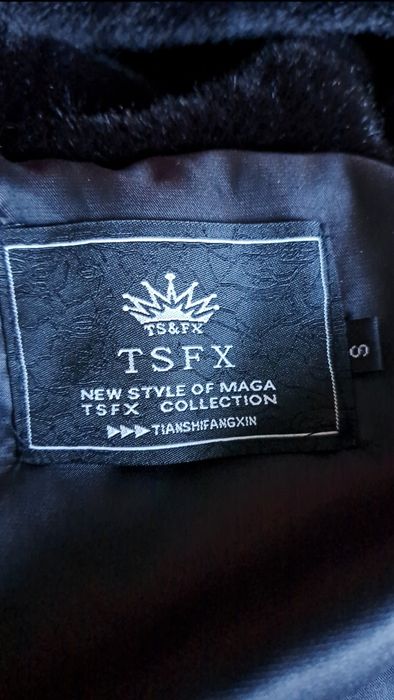 TS&FX
TSFX
NEW STYLE OF MAGA
TSFX COLLECTION
TIANSHIFANGXIN
S